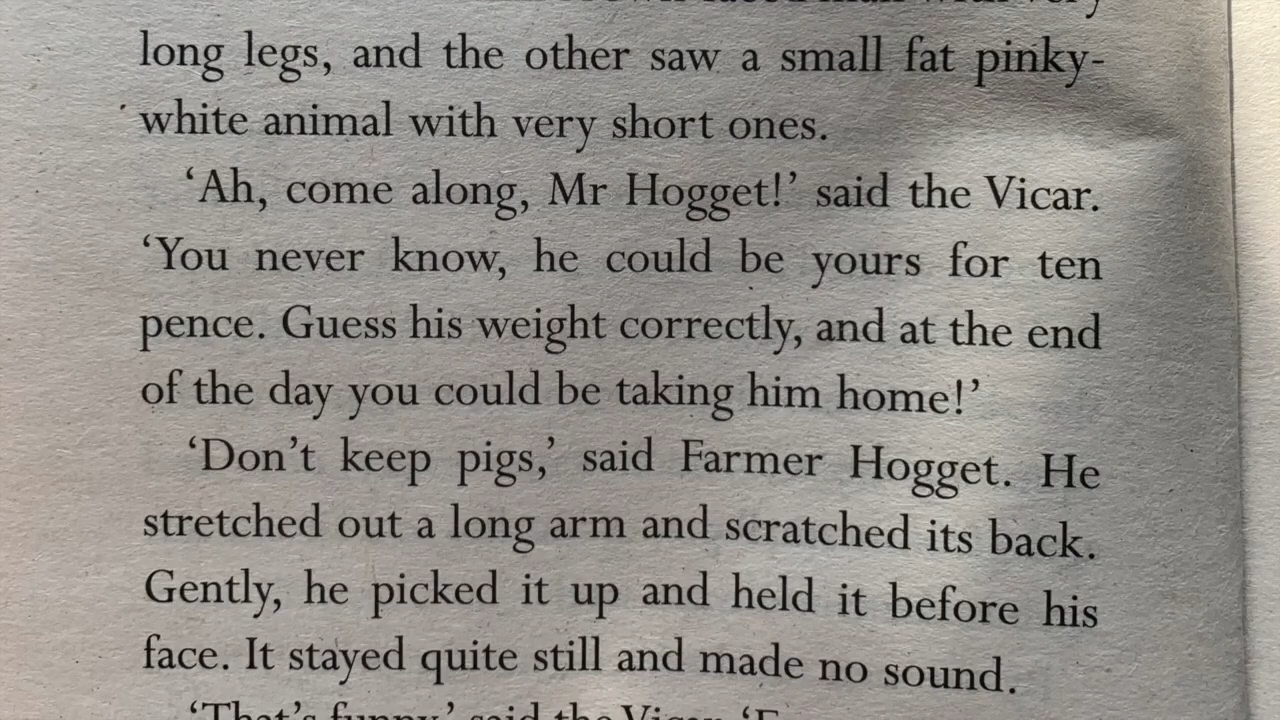 long legs, and the other saw a small fat pinky-
white animal with very short ones.
‘Ah, come along, Mr Hogget!’ said the Vicar.
‘You never know, he could be yours for ten
pence. Guess his weight correctly, and at the end
of the day you could be taking him home!’
‘Don’t keep pigs,’ said Farmer Hogget. He
stretched out a long arm and scratched its back.
Gently, he picked it up and held it before his
face. It stayed quite still and made no sound.
‘That’s funny,’ said the Vicar.